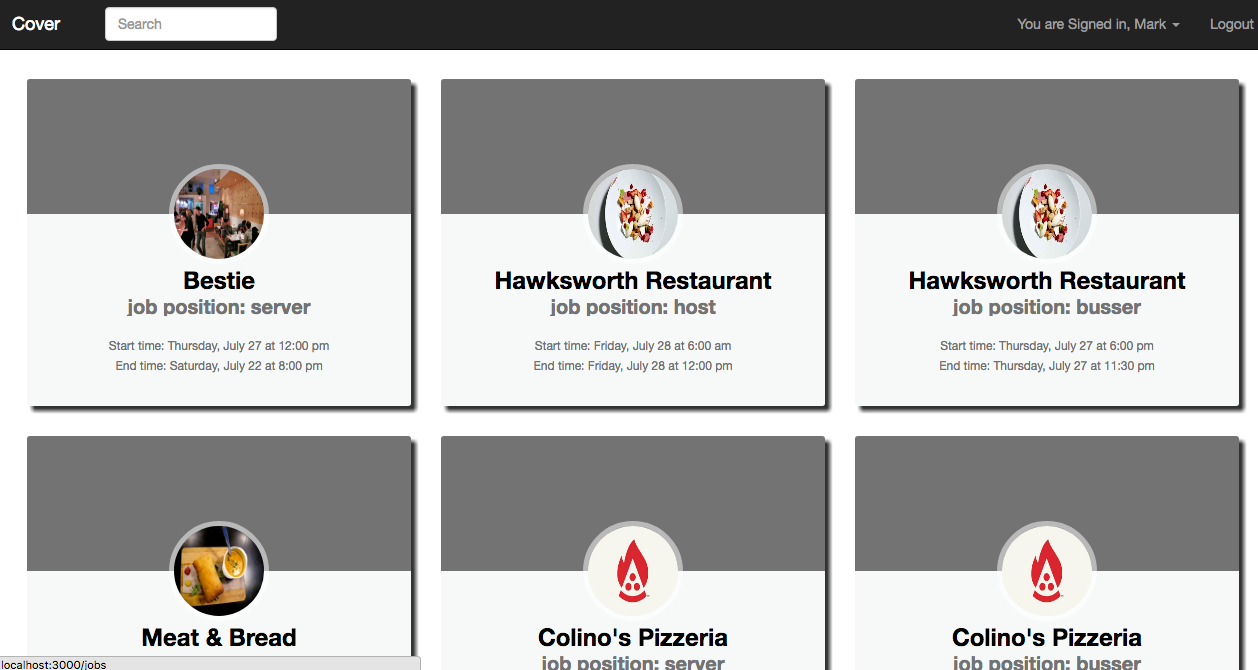 Cover Search You are Signed in, Mark Logout
Bestie
job position: server
Start time: Thursday, July 27 at 12:00 pm
End time: Saturday, July 22 at 8:00 pm
Hawksworth Restaurant
job position: host
Start time: Friday, July 28 at 6:00 am
End time: Friday, July 28 at 12:00 pm
Hawksworth Restaurant
job position: busser
Start time: Thursday, July 27 at 6:00 pm
End time: Thursday, July 27 at 11:30 pm
Meat & Bread
Colino's Pizzeria
job position: server
Colino's Pizzeria
job position: busser
localhost:3000/jobs